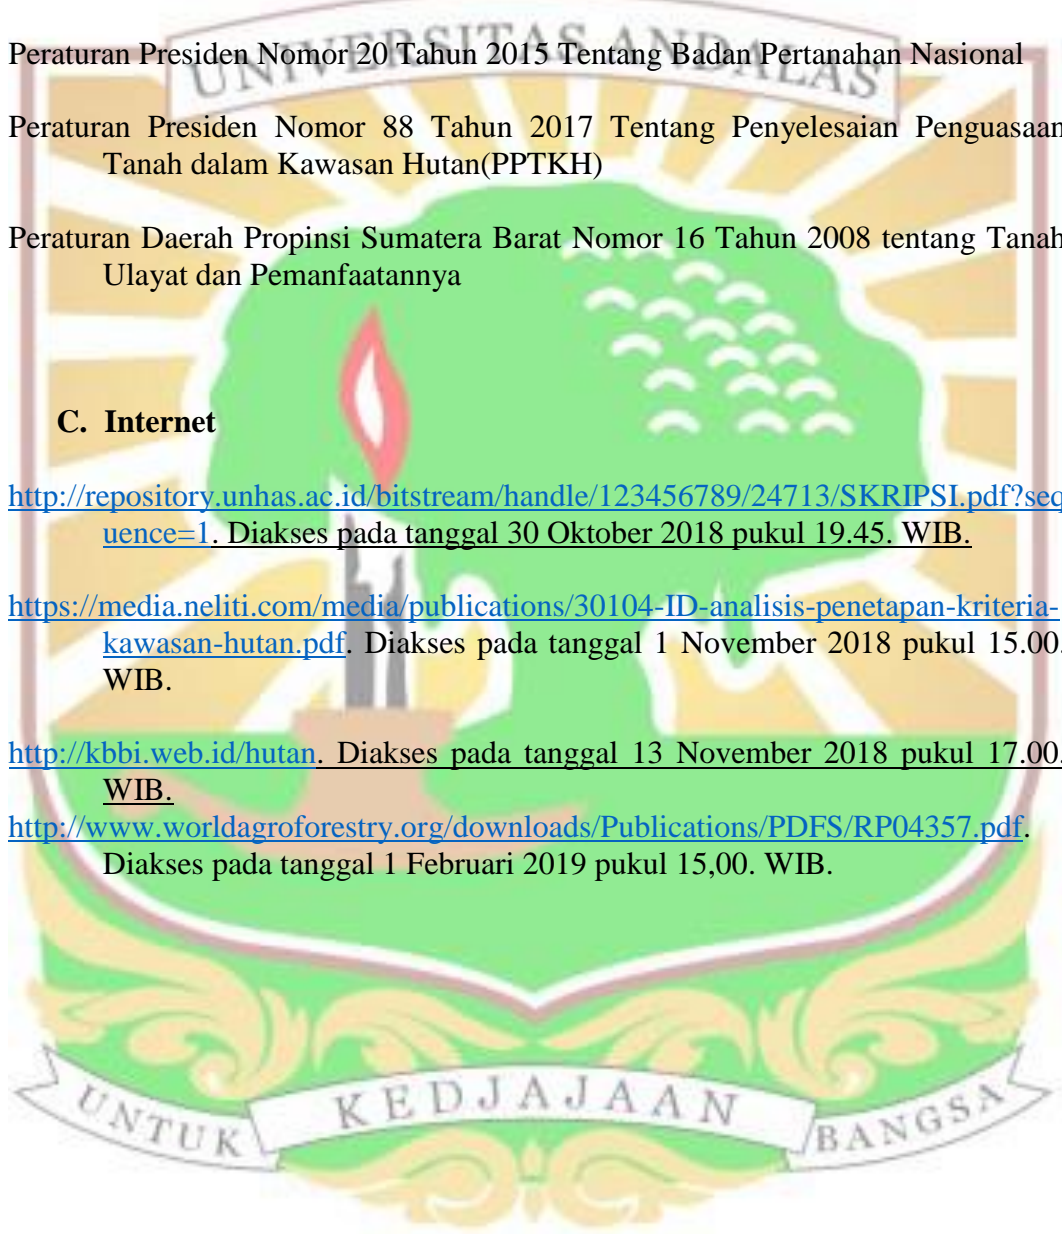 UNIVERSITAS ANDALAS
Peraturan Presiden Nomor 20 Tahun 2015 Tentang Badan Pertanahan Nasional
Peraturan Presiden Nomor 88 Tahun 2017 Tentang Penyelesaian Penguasaan
Tanah dalam Kawasan Hutan(PPTKH)
Peraturan Daerah Propinsi Sumatera Barat Nomor 16 Tahun 2008 tentang Tanah
Ulayat dan Pemanfaatannya
C. Internet
http://repository.unhas.ac.id/bitstream/handle/123456789/24713/SKRIPSI.pdf?seq
uence=1. Diakses pada tanggal 30 Oktober 2018 pukul 19.45. WIB.
https://media.neliti.com/media/publications/30104-ID-analisis-penetapan-kriteria-
kawasan-hutan.pdf. Diakses pada tanggal 1 November 2018 pukul 15.00.
WIB.
http://kbbi.web.id/hutan. Diakses pada tanggal 13 November 2018 pukul 17.00.
WIB.
http://www.worldagroforestry.org/downloads/Publications/PDFS/RP04357.pdf.
Diakses pada tanggal 1 Februari 2019 pukul 15,00. WIB.
UNTUK KEDJAJAAN BANGSA